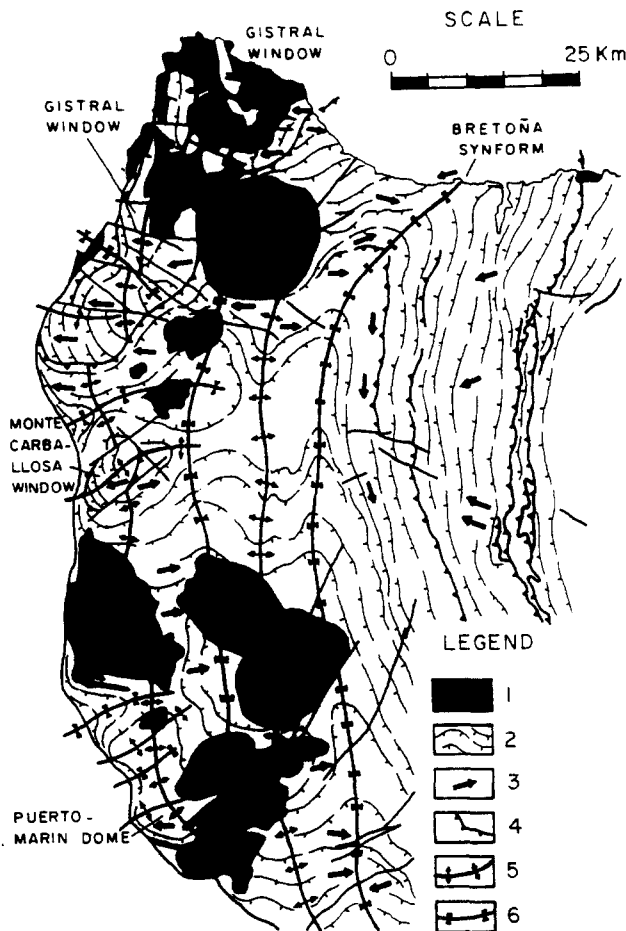 SCALE
0 25 Km
GISTRAL
WINDOW
GISTRAL
WINDOW
BRETOÑA
SYNFORM
MONTE
CARBA-
LLOSA
WINDOW
PUERTO-
MARIN DOME
LEGEND
1
2
3
4
5
6